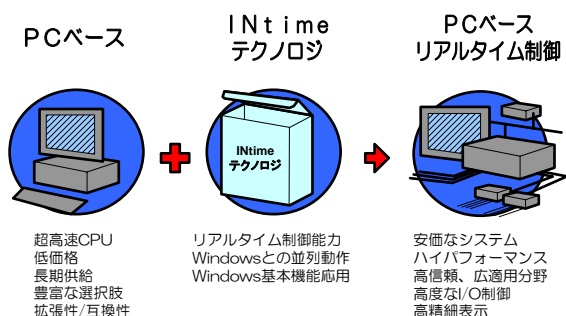 PCベース
INtime
テクノロジ
PCベース
リアルタイム制御
INtime
テクノロジ
超高速CPU
低価格
長期供給
豊富な選択肢
拡張性/互換性
リアルタイム制御能力
Windowsとの並列動作
Windows基本機能応用
安価なシステム
ハイパフォーマンス
高信頼、広適用分野
高度なI/O制御
高精細表示